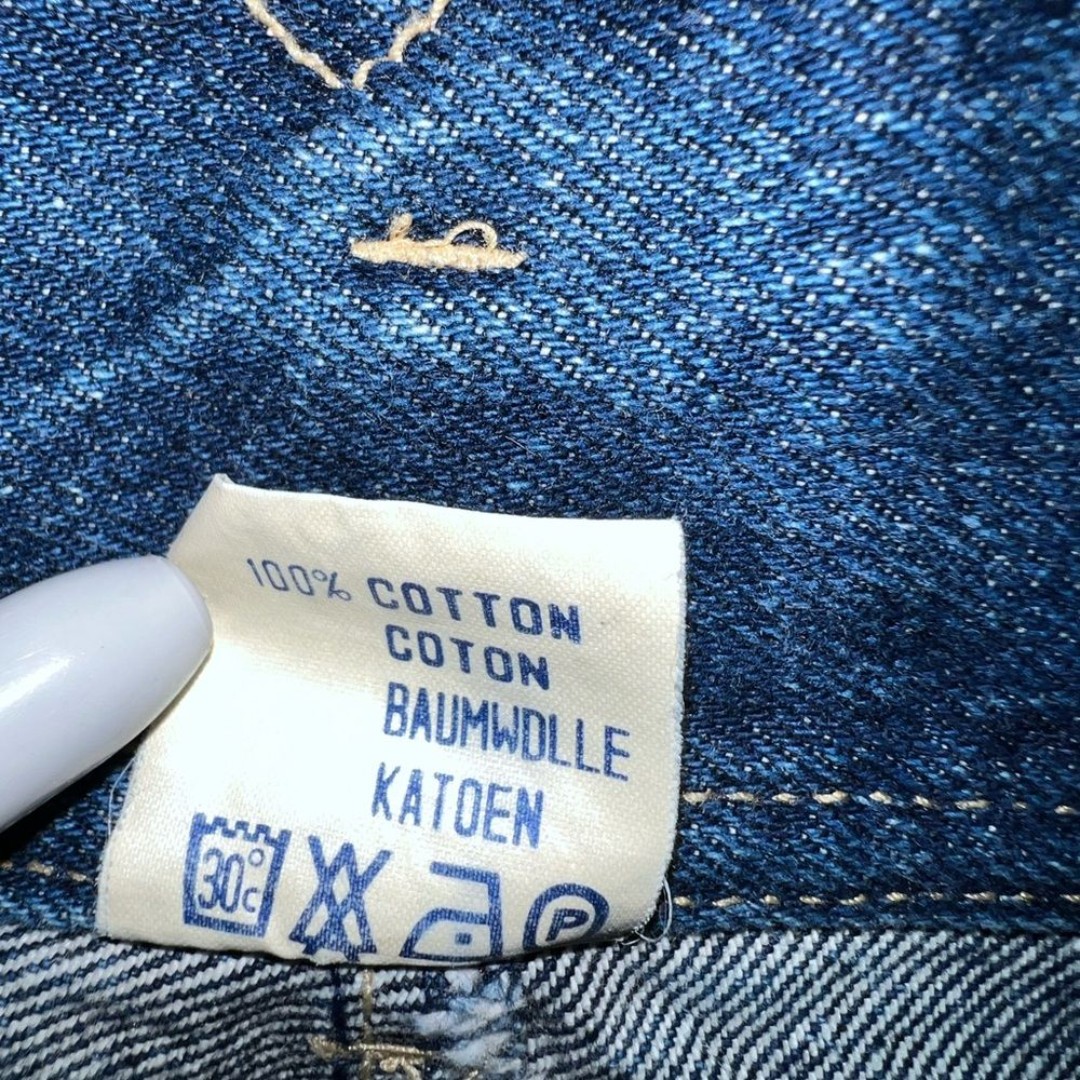 100% COTTON
COTON
BAUMWOLLE
KATOEN
30°C P